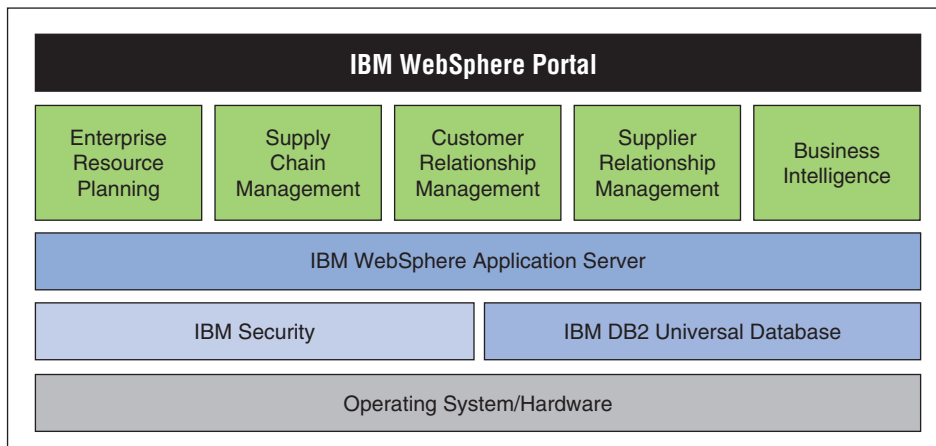 IBM WebSphere Portal
Enterprise
Resource
Planning
Supply
Chain
Management
Customer
Relationship
Management
Supplier
Relationship
Management
Business
Intelligence
IBM WebSphere Application Server
IBM Security
IBM DB2 Universal Database
Operating System/Hardware